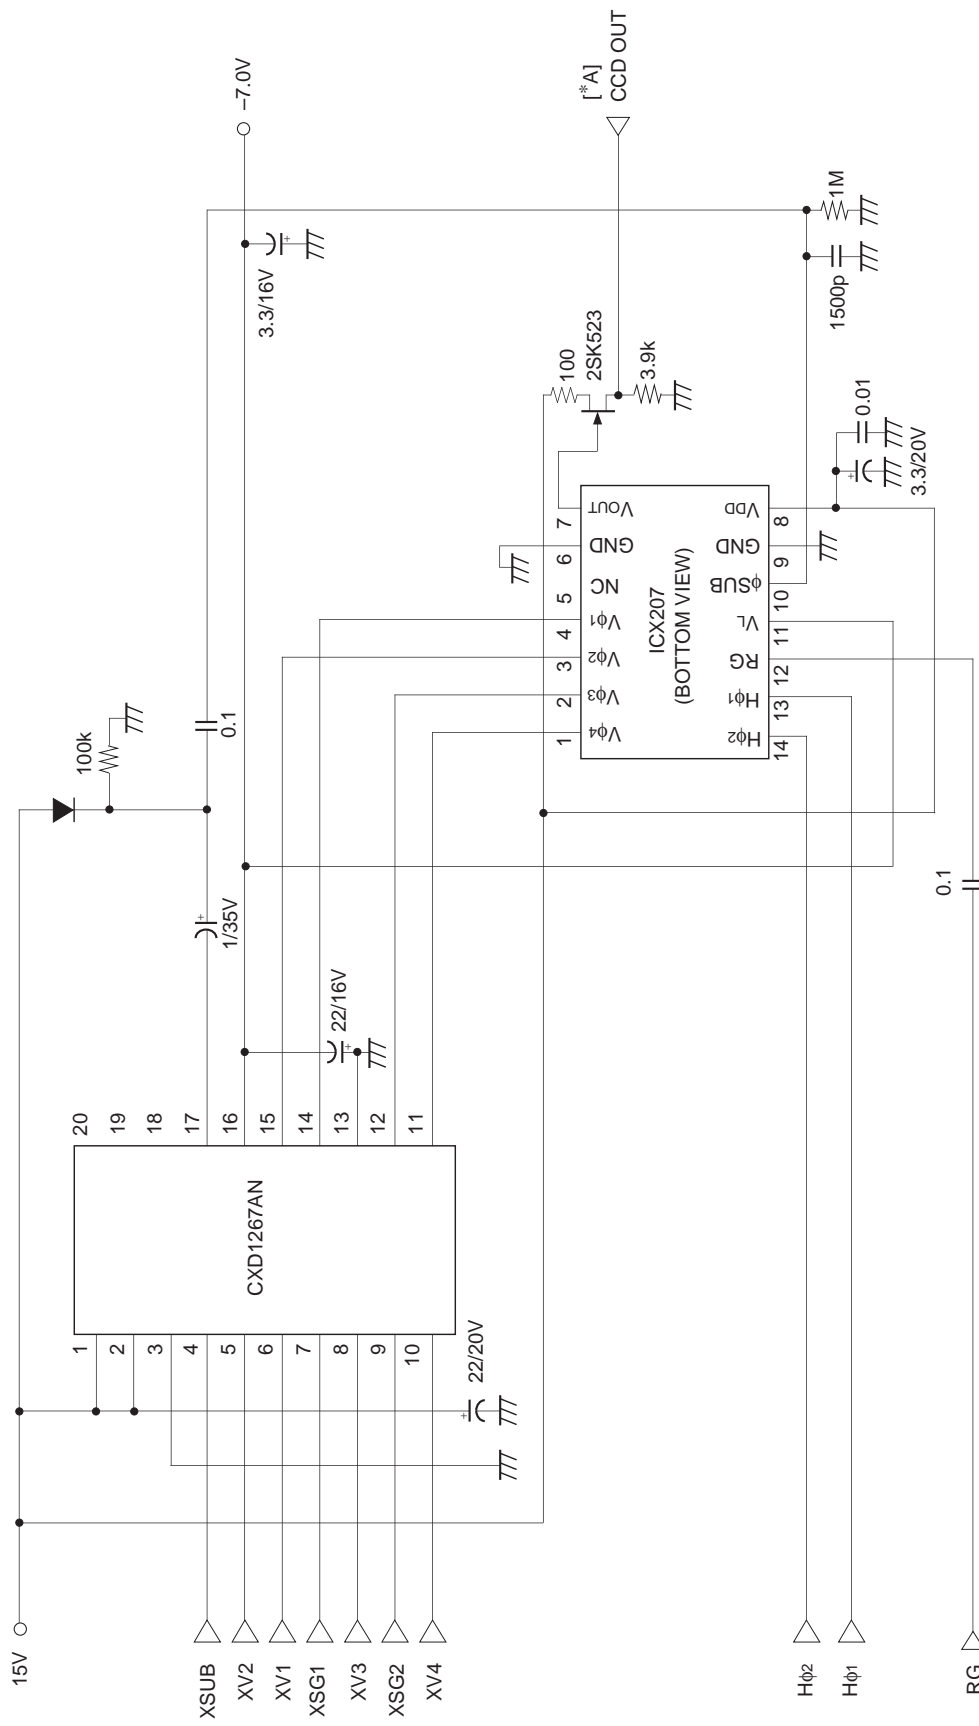 15V
XSUB
XV2
XV1
XSG1
XV3
XSG2
XV4
Hφ2
Hφ1
RG
22/20V
1
2
3
4
5
6
7
8
9
10
CXD1267AN
20
19
18
17
16
15
14
13
12
11
22/16V
1/35V
100k
0.1
0.1
3.3/16V
–7.0V
[*A]
CCD OUT
100
2SK523
3.9k
1M
1500p
0.01
3.3/20V
ICX207
(BOTTOM VIEW)
7
6
5
4
3
2
1
VOUT
GND
NC
Vφ1
Vφ2
Vφ3
Vφ4
VDD
GND
φSUB
VL
RG
Hφ1
Hφ2
8
9
10
11
12
13
14